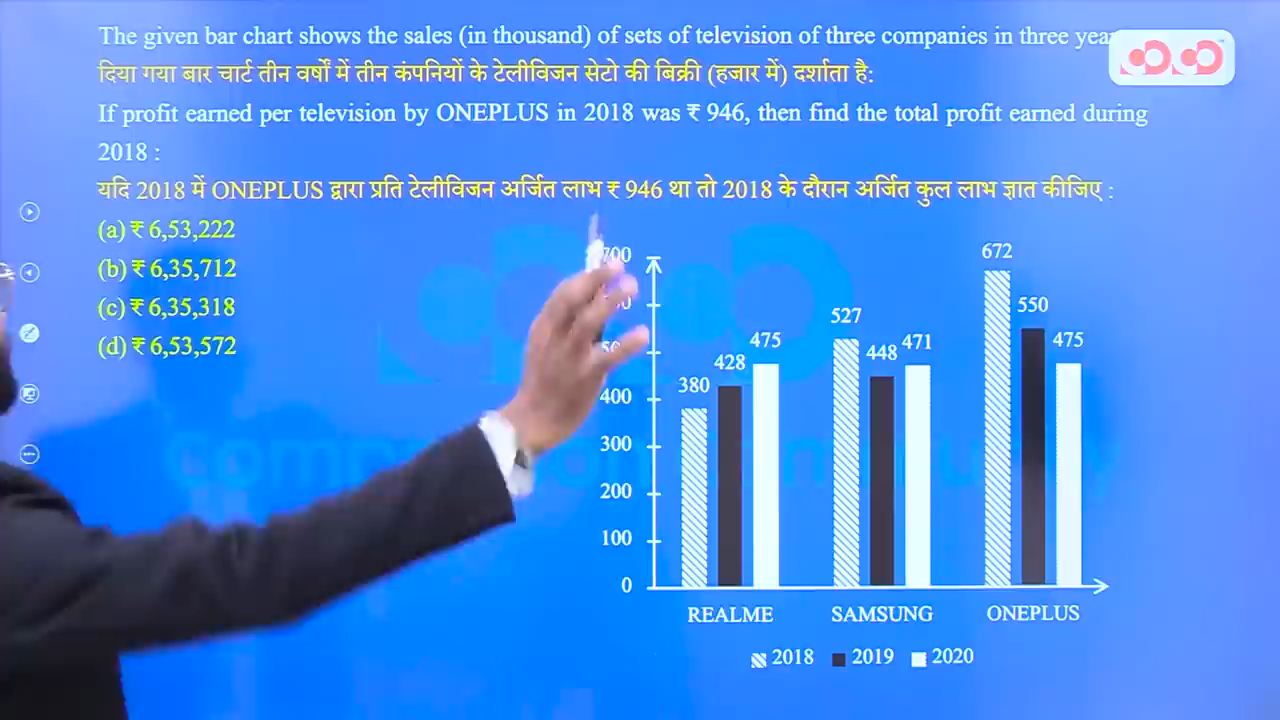 The given bar chart shows the sales (in thousand) of sets of television of three companies in three
दिया गया बार चार्ट तीन वर्षों में तीन कंपनियों के टेलीविजन सेटो की बिक्री (हजार में) दर्शाता है:
If profit earned per television by ONEPLUS in 2018 was ₹ 946, then find the total profit earned during
2018 :
यदि 2018 में ONEPLUS द्वारा प्रति टेलीविजन अर्जित लाभ ₹ 946 था तो 2018 के दौरान अर्जित कुल लाभ ज्ञात कीजिए :
(a) ₹ 6,53,222
(b) ₹ 6,35,712
(c) ₹ 6,35,318
(d) ₹ 6,53,572
672
550
527
475
471
448
475
428
380
400
300
200
100
0
REALME SAMSUNG ONEPLUS
2018 2019 2020